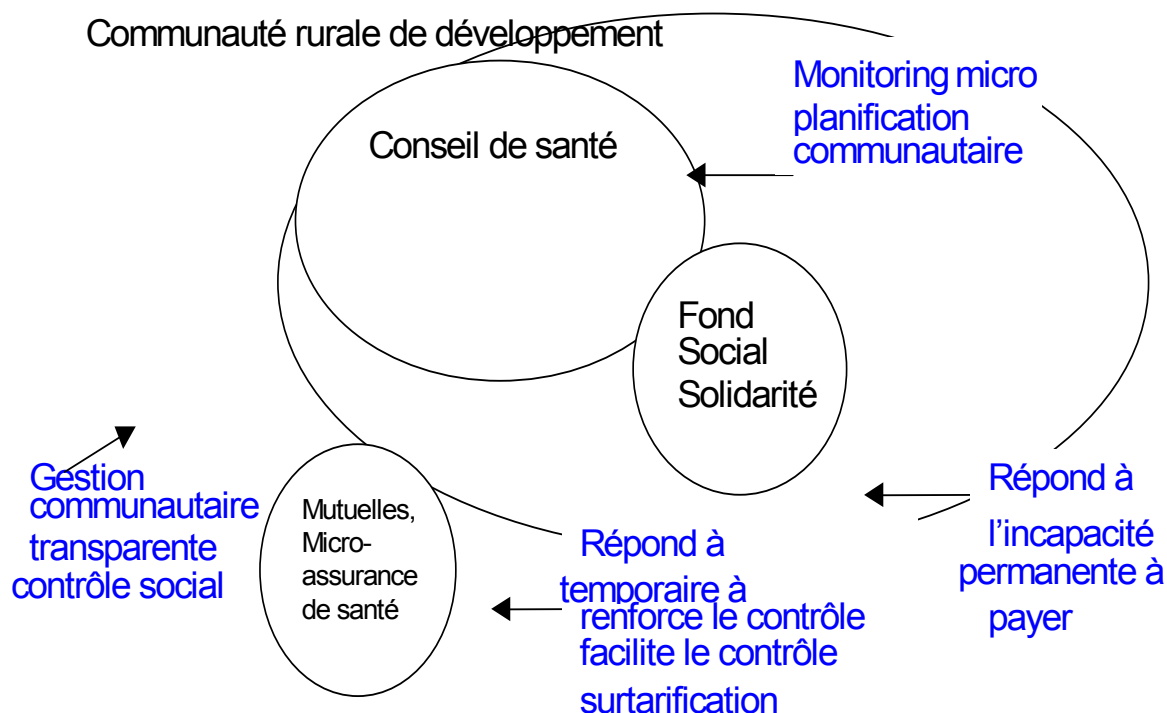 Communauté rurale de développement
Monitoring micro
planification
communautaire
Conseil de santé
Fond
Social
Solidarité
Gestion
communautaire
transparente
contrôle social
Mutuelles,
Micro-
assurance
de santé
Répond à
temporaire à
renforce le contrôle
facilite le contrôle
surtarification
Répond à
l’incapacité
permanente à
payer